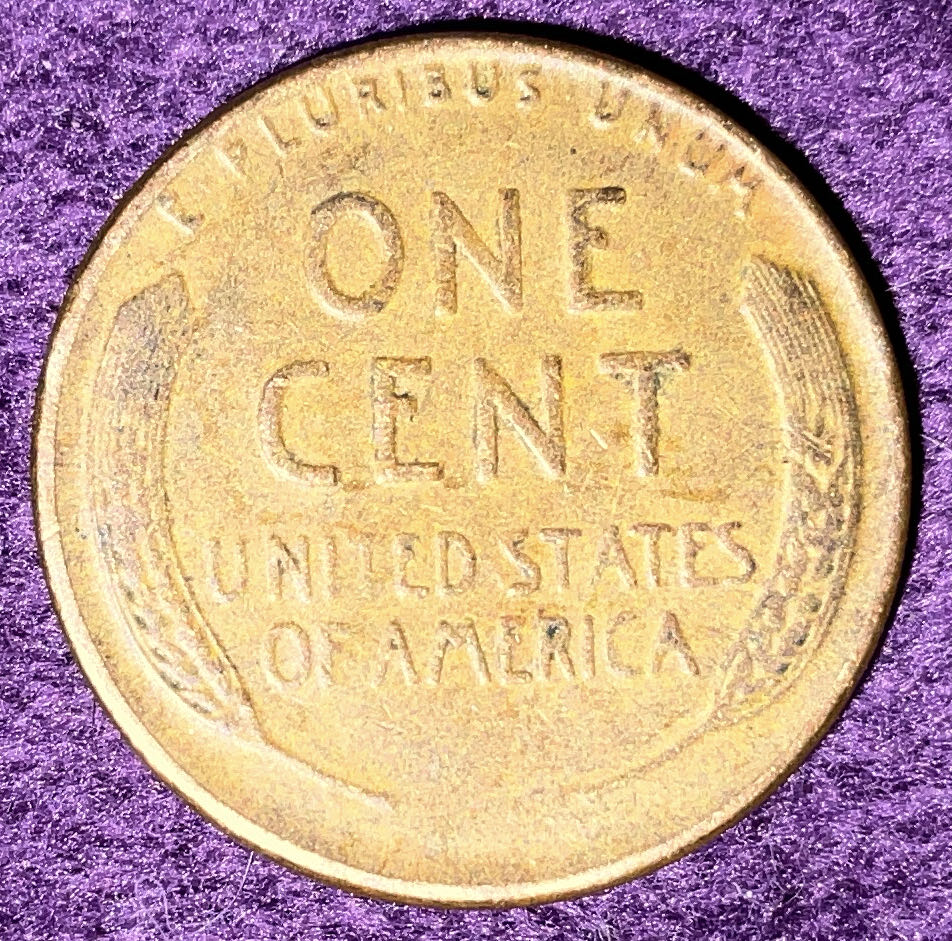 E PLURIBUS UNUM
ONE
CENT
UNITED STATES
OF AMERICA